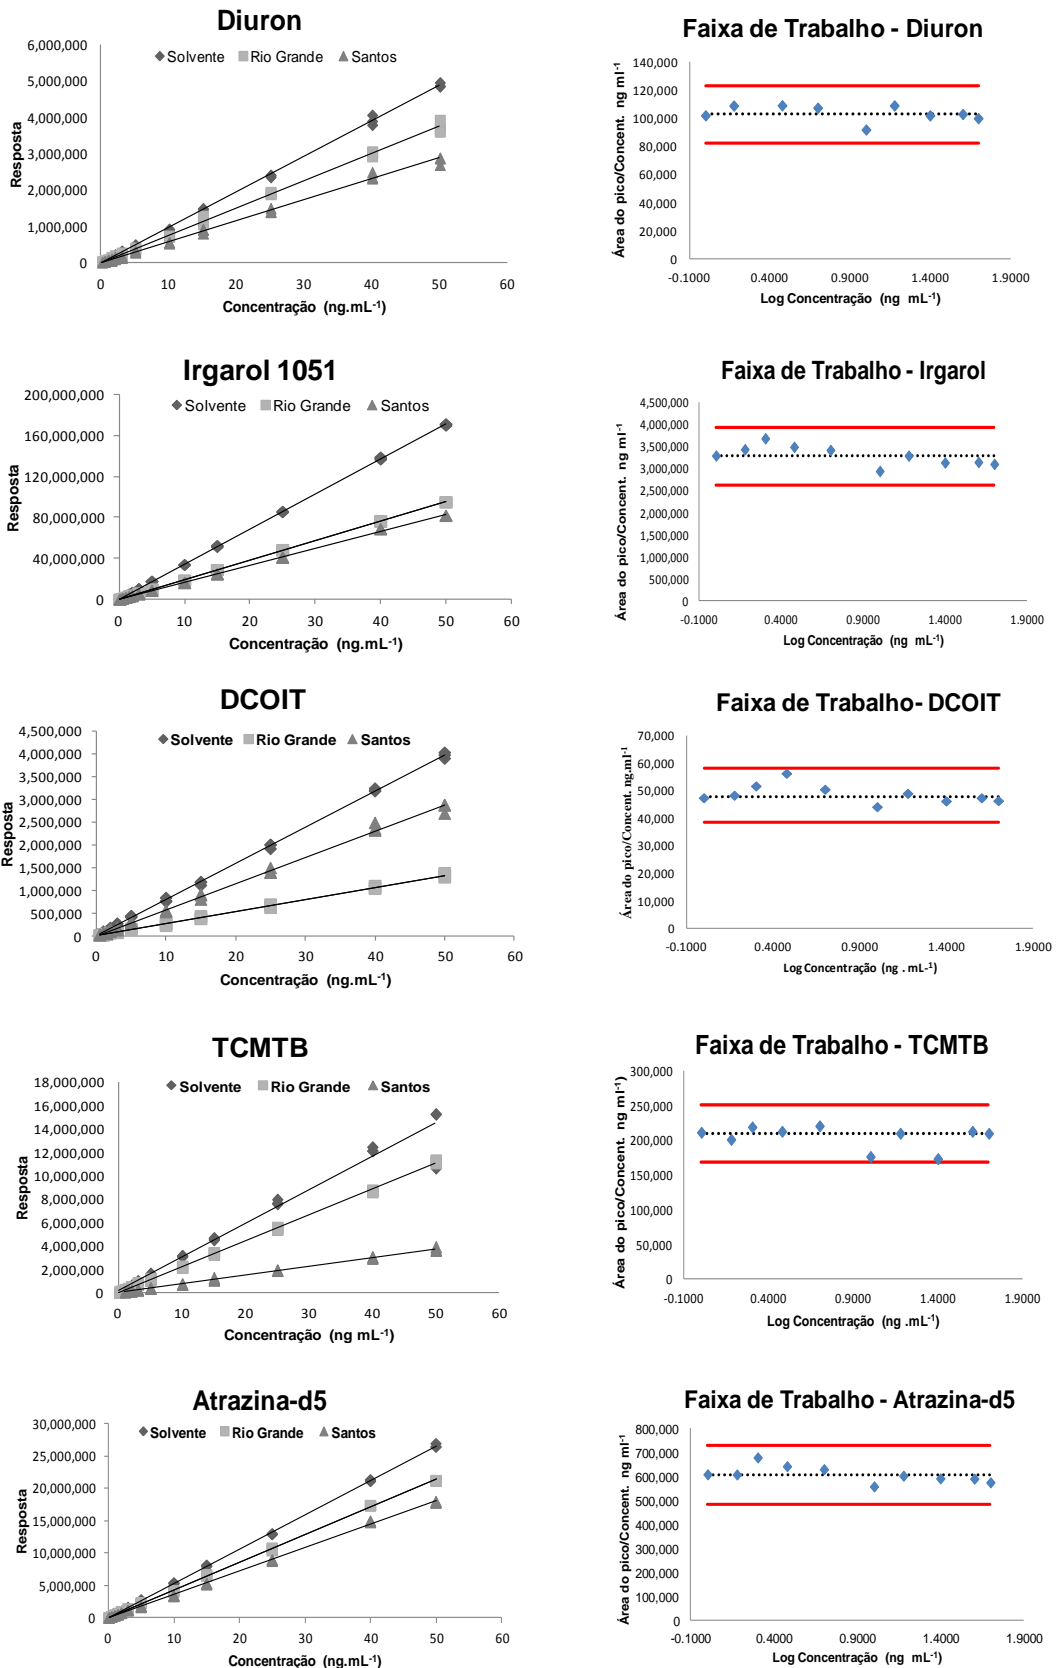 Diuron
6,000,000
5,000,000
4,000,000
3,000,000
2,000,000
1,000,000
0
Resposta
Solvente Rio Grande Santos
0 10 20 30 40 50 60
Concentração (ng.mL-1)
Faixa de Trabalho - Diuron
140,000
120,000
100,000
80,000
60,000
40,000
20,000
0
Área do pico/Concent. ng ml-1
-0.1000 0.4000 0.9000 1.4000 1.9000
Log Concentração (ng mL-1)
Irgarol 1051
200,000,000
160,000,000
120,000,000
80,000,000
40,000,000
0
Resposta
Solvente Rio Grande Santos
0 10 20 30 40 50 60
Concentração (ng.mL-1)
Faixa de Trabalho - Irgarol
4,500,000
4,000,000
3,500,000
3,000,000
2,500,000
2,000,000
1,500,000
1,000,000
500,000
0
Área do pico/Concent. ng ml-1
-0.1000 0.4000 0.9000 1.4000 1.9000
Log Concentração (ng mL-1)
DCOIT
4,500,000
4,000,000
3,500,000
3,000,000
2,500,000
2,000,000
1,500,000
1,000,000
500,000
0
Resposta
Solvente Rio Grande Santos
0 10 20 30 40 50 60
Concentração (ng.mL-1)
Faixa de Trabalho- DCOIT
70,000
60,000
50,000
40,000
30,000
20,000
10,000
0
Área do pico/Concent. ng.ml-1
-0.1000 0.4000 0.9000 1.4000 1.9000
Log Concentração (ng . mL-1)
TCMTB
18,000,000
16,000,000
14,000,000
12,000,000
10,000,000
8,000,000
6,000,000
4,000,000
2,000,000
0
Resposta
Solvente Rio Grande Santos
0 10 20 30 40 50 60
Concentração (ng mL-1)
Faixa de Trabalho - TCMTB
300,000
250,000
200,000
150,000
100,000
50,000
0
Área do pico/Concent. ng ml-1)
-0.1000 0.4000 0.9000 1.4000 1.9000
Log Concentração (ng .mL-1)
Atrazina-d5
30,000,000
25,000,000
20,000,000
15,000,000
10,000,000
5,000,000
0
Resposta
Solvente Rio Grande Santos
0 10 20 30 40 50 60
Concentração (ng.mL-1)
Faixa de Trabalho - Atrazina-d5
800,000
700,000
600,000
500,000
400,000
300,000
200,000
100,000
0
Área do pico/Concent. ng ml-1
-0.1000 0.4000 0.9000 1.4000 1.9000
Log Concentração (ng mL-1)